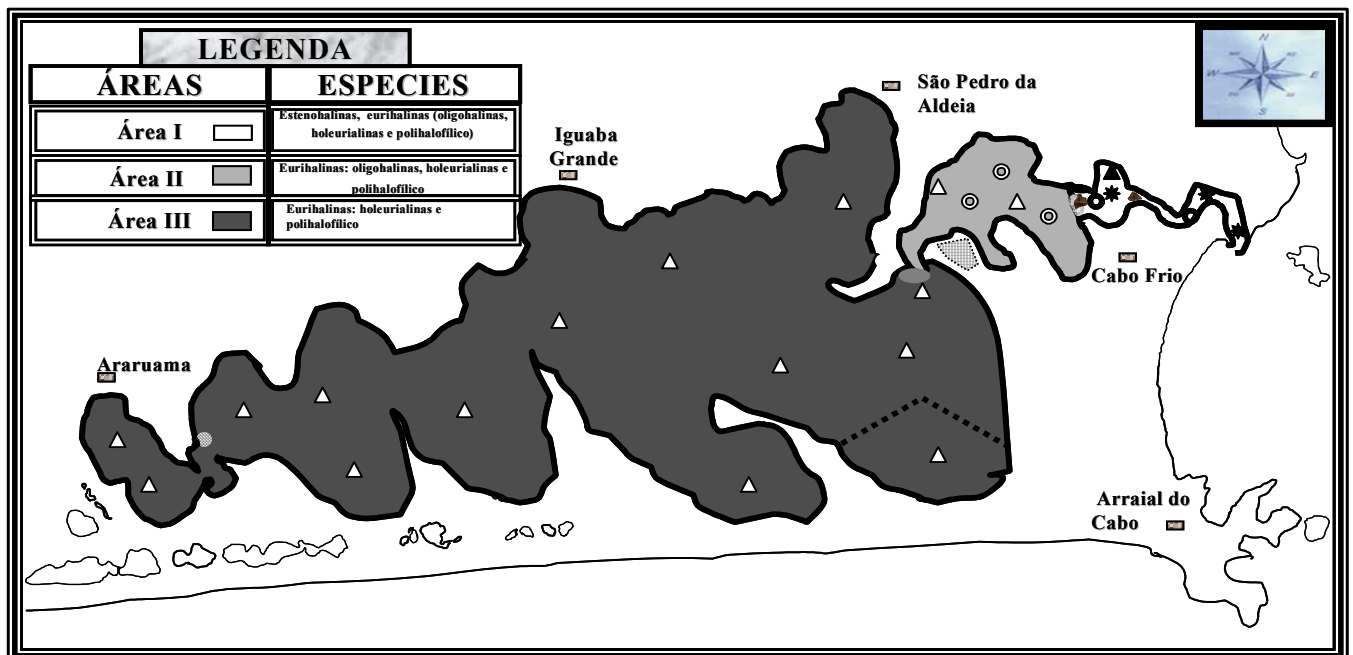 LEGENDA
ÁREAS
ESPECIES
Área I
Estenohalinas, eurihalinas (oligohalinas,
holeurialinas e polihalofílico)
Área II
Eurihalinas: oligohalinas, holeurialinas e
polihalofílico
Área III
Eurihalinas: holeurialinas e
polihalofílico
N
W
E
S
São Pedro da
Aldeia
Iguaba
Grande
Cabo Frio
Araruama
Arraial do
Cabo